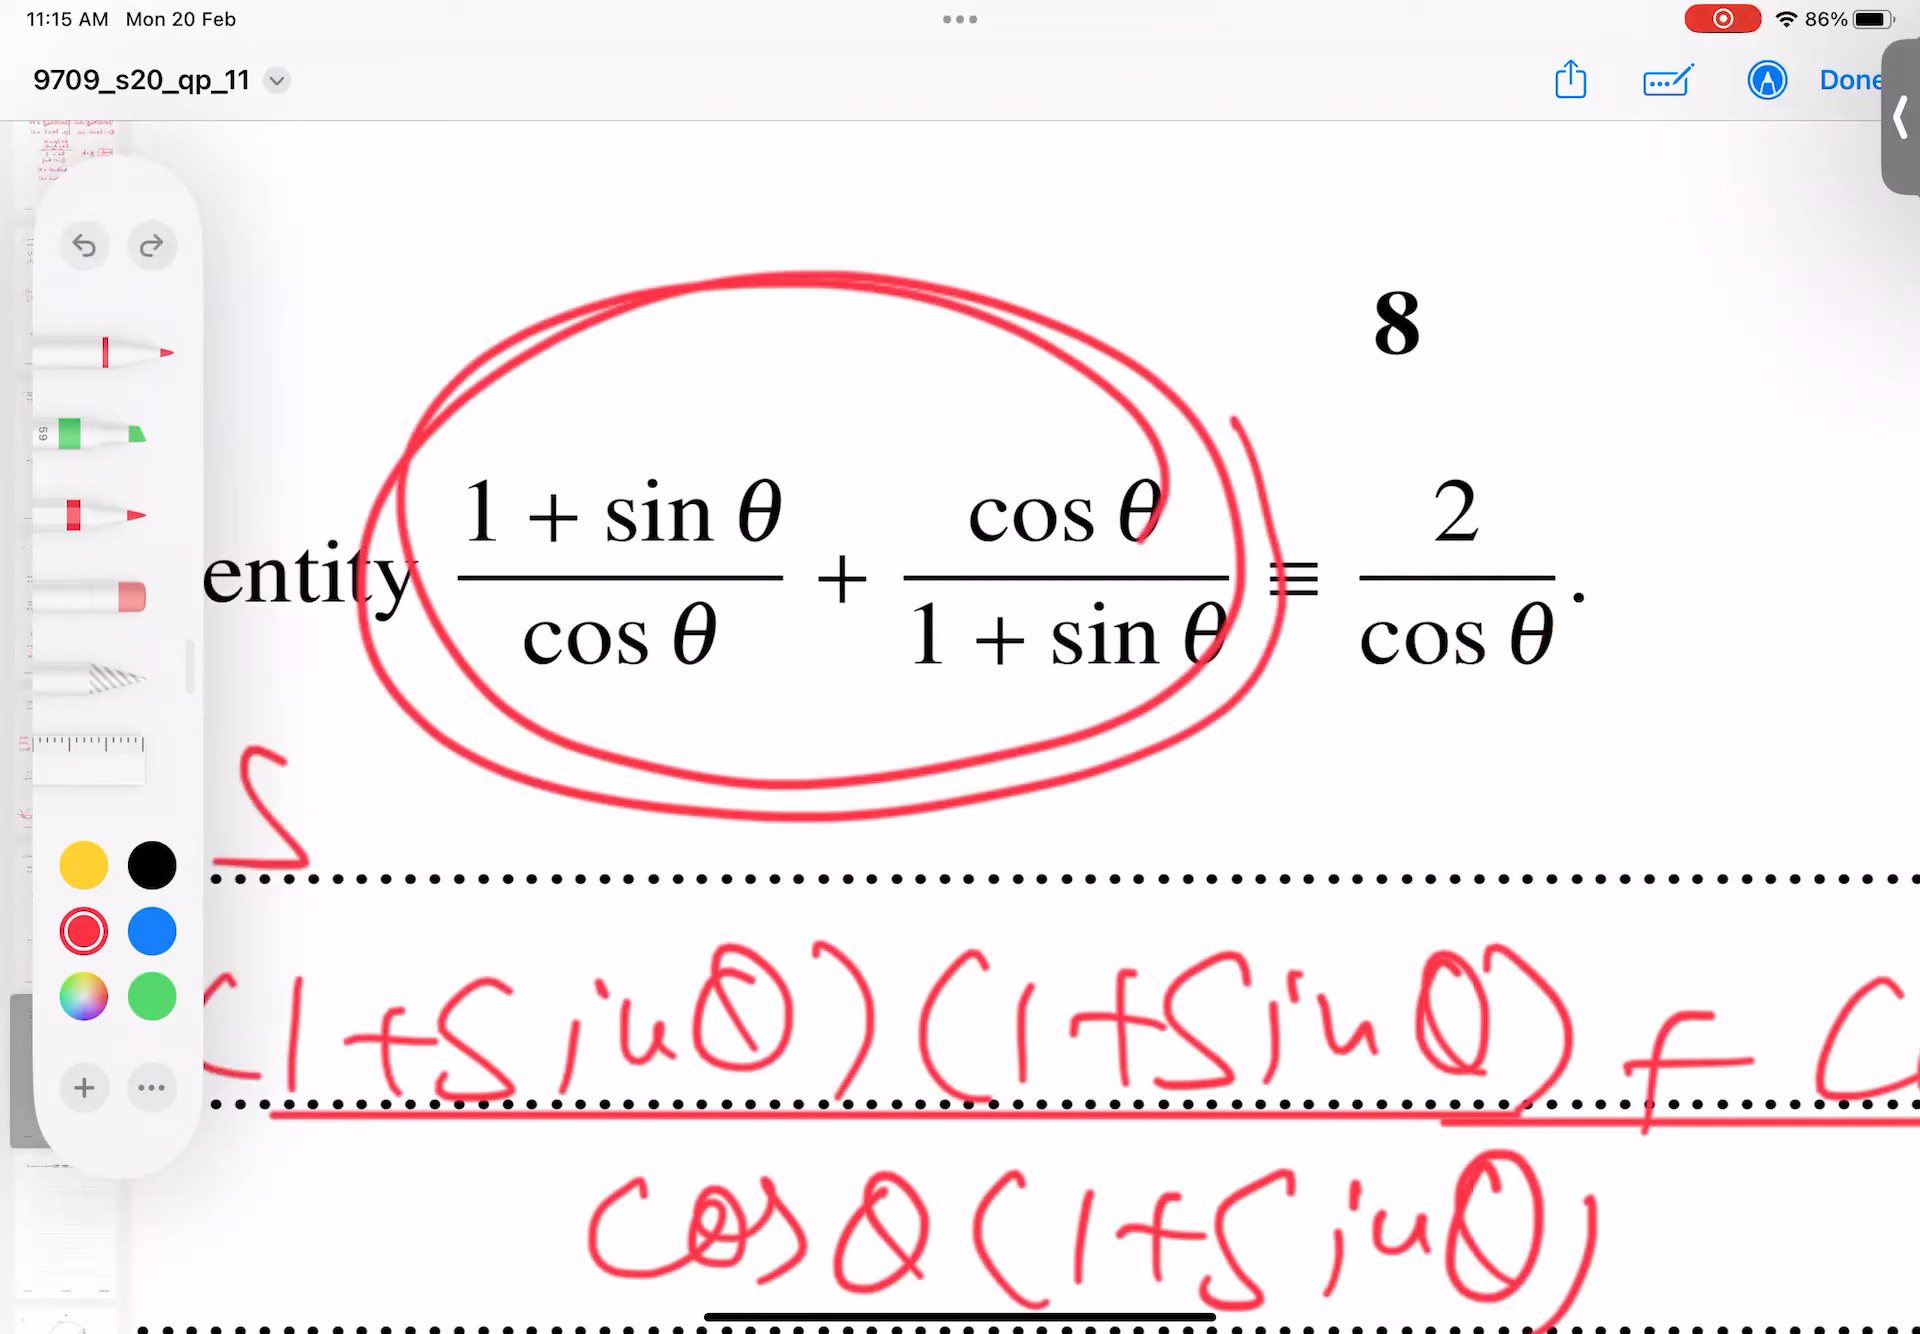 11:15 AM Mon 20 Feb
86%
9709_s20_qp_11
Done
59
8
entity (1 + sin θ)/(cos θ) + (cos θ)/(1 + sin θ) ≡ 2/(cos θ).
S
(1+Sinθ)(1+Sinθ) + C
cosθ(1+Sinθ)